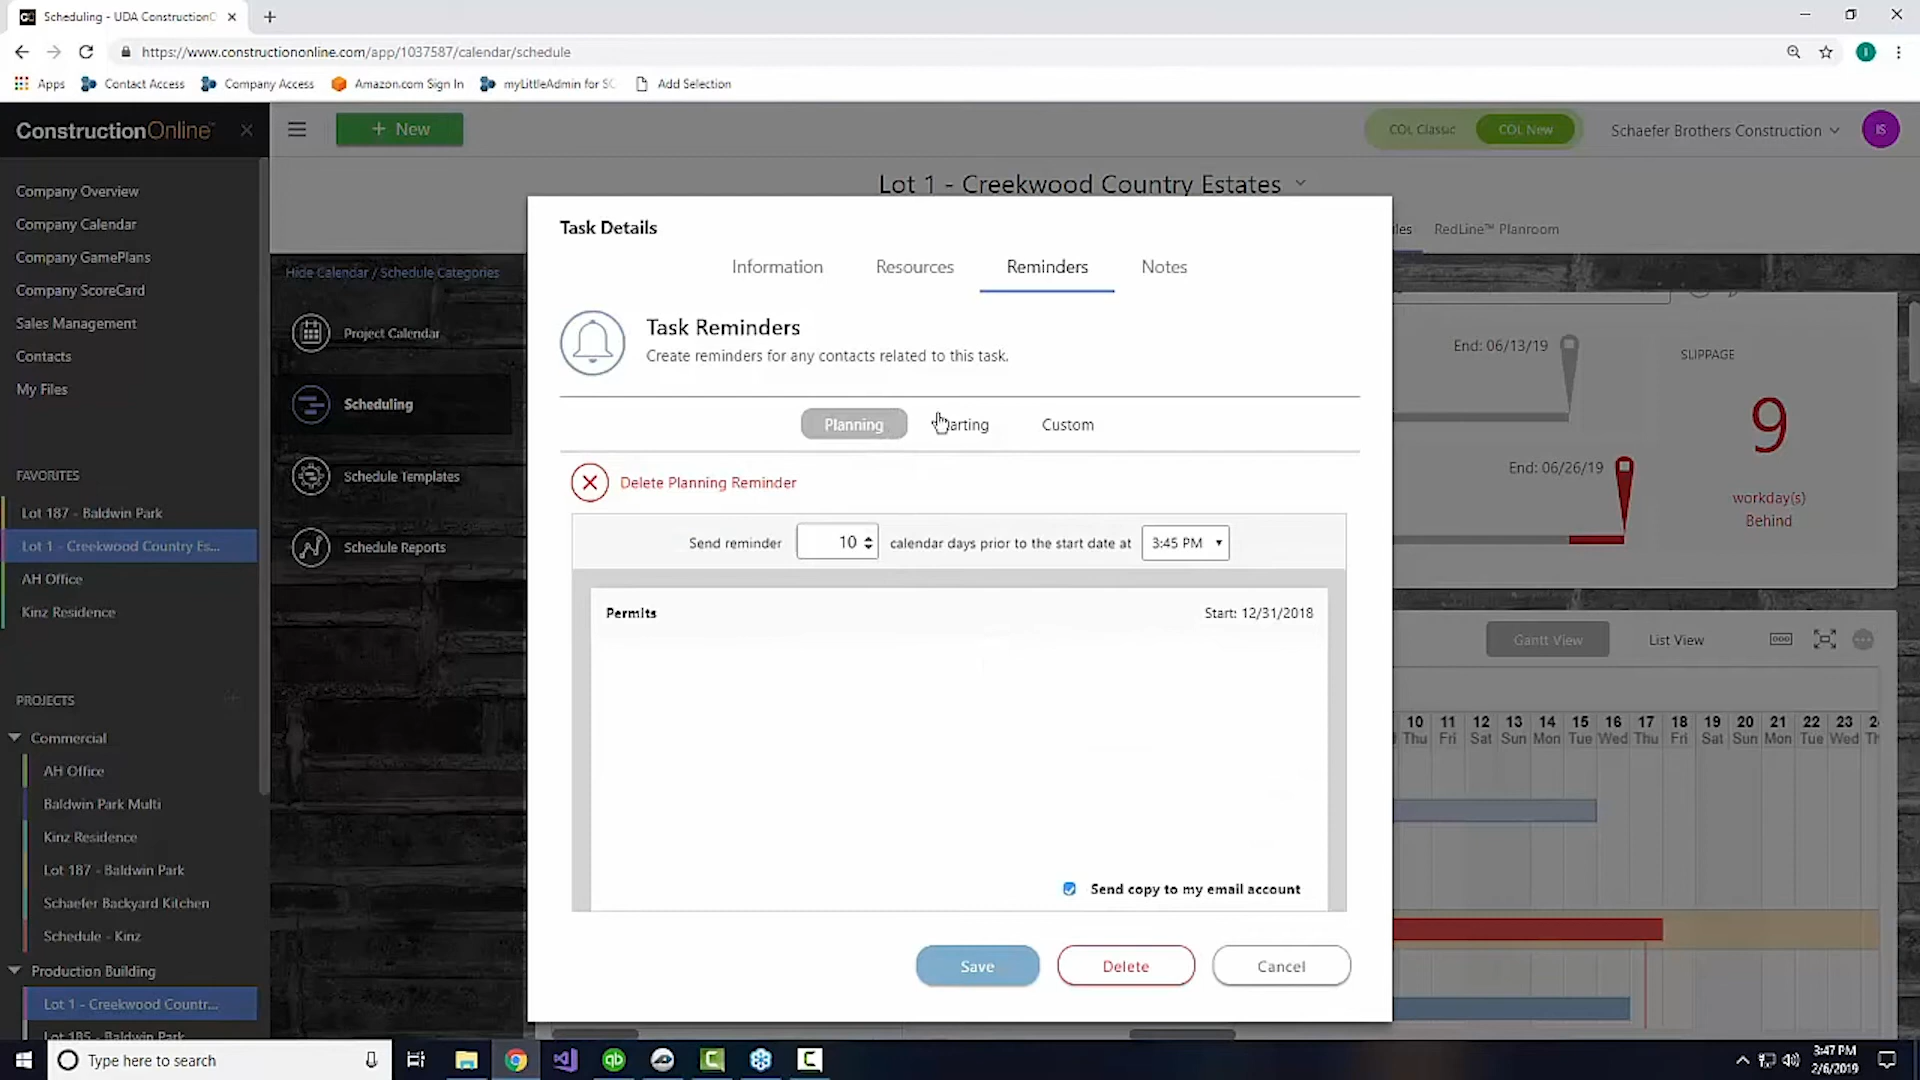 Scheduling - UDA Construction
https://www.constructiononline.com/app/1037587/calendar/schedule
Apps
Contact Access
Company Access
Amazon.com Sign In
myLittleAdmin for S
Add Selection
ConstructionOnline™
+ New
COL Classic
COL New
Schaefer Brothers Construction
IS
Company Overview
Company Calendar
Company GamePlans
Company ScoreCard
Sales Management
Contacts
My Files
FAVORITES
Lot 187 - Baldwin Park
Lot 1 - Creekwood Country Es...
AH Office
Kinz Residence
PROJECTS
Commercial
AH Office
Baldwin Park Multi
Kinz Residence
Lot 187 - Baldwin Park
Schaefer Backyard Kitchen
Schedule - Kinz
Production Building
Lot 1 - Creekwood Countr...
Lot 185 - Baldwin Park
Hide Calendar / Schedule Categories
Project Calendar
Scheduling
Schedule Templates
Schedule Reports
Lot 1 - Creekwood Country Estates
les
RedLine™ Planroom
Task Details
Information
Resources
Reminders
Notes
Task Reminders
Create reminders for any contacts related to this task.
Planning
arting
Custom
Delete Planning Reminder
Send reminder 10 calendar days prior to the start date at 3:45 PM
Permits
Start: 12/31/2018
Send copy to my email account
Save
Delete
Cancel
End: 06/13/19
End: 06/26/19
SLIPPAGE
9
workday(s)
Behind
Gantt View
List View
10 11 12 13 14 15 16 17 18 19 20 21 22 23
Thu Fri Sat Sun Mon Tue Wed Thu Fri Sat Sun Mon Tue Wed
Type here to search
3:47 PM
2/6/2019